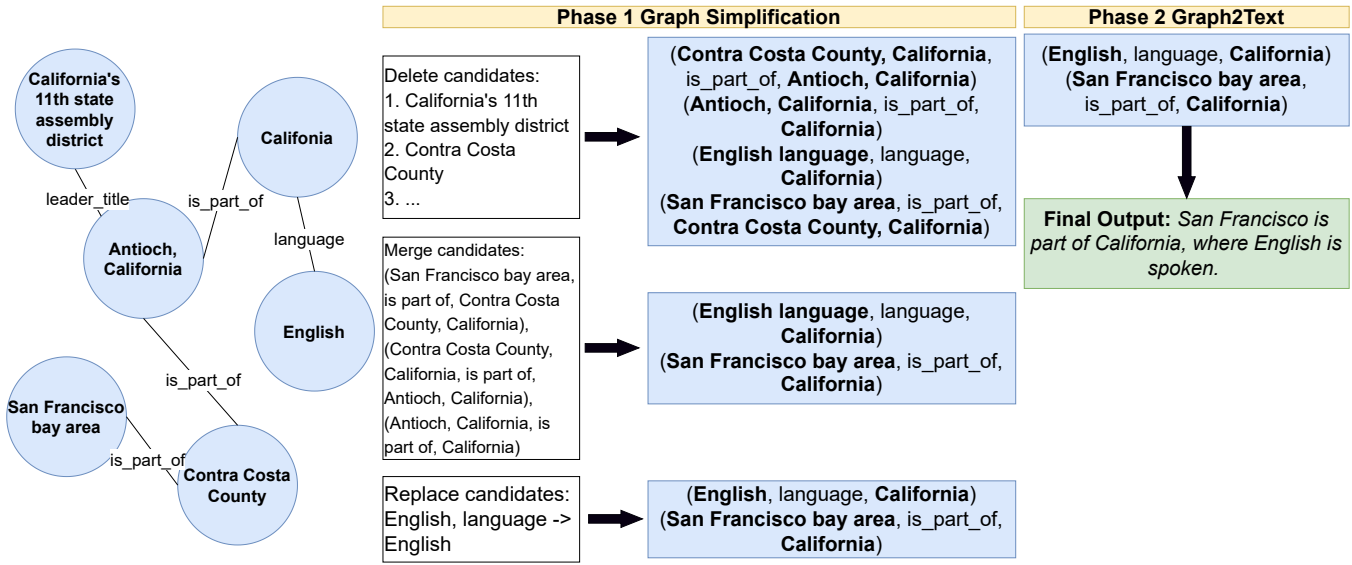 Phase 1 Graph Simplification
Phase 2 Graph2Text
California's
11th state
assembly
district
Califonia
leader_title
is_part_of
Antioch,
California
language
English
is_part_of
San Francisco
bay area
is_part_of
Contra Costa
County
Delete candidates:
1. California's 11th
state assembly district
2. Contra Costa
County
3. ...
(Contra Costa County, California,
is_part_of, Antioch, California)
(Antioch, California, is_part_of,
California)
(English language, language,
California)
(San Francisco bay area, is_part_of,
Contra Costa County, California)
Merge candidates:
(San Francisco bay area,
is part of, Contra Costa
County, California),
(Contra Costa County,
California, is part of,
Antioch, California),
(Antioch, California, is
part of, California)
(English language, language,
California)
(San Francisco bay area, is_part_of,
California)
Replace candidates:
English, language ->
English
(English, language, California)
(San Francisco bay area, is_part_of,
California)
(English, language, California)
(San Francisco bay area,
is_part_of, California)
Final Output: San Francisco is
part of California, where English is
spoken.